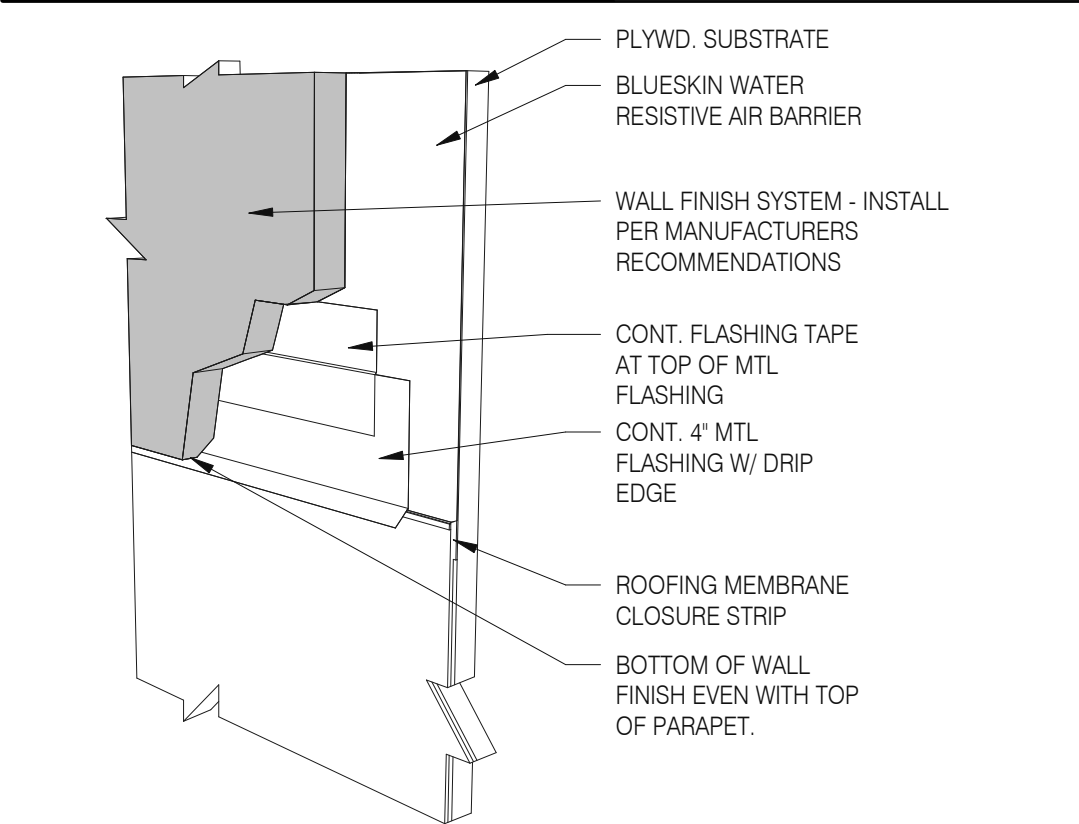 PLYWD. SUBSTRATE
BLUESKIN WATER
RESISTIVE AIR BARRIER
WALL FINISH SYSTEM - INSTALL
PER MANUFACTURERS
RECOMMENDATIONS
CONT. FLASHING TAPE
AT TOP OF MTL
FLASHING
CONT. 4" MTL
FLASHING W/ DRIP
EDGE
ROOFING MEMBRANE
CLOSURE STRIP
BOTTOM OF WALL
FINISH EVEN WITH TOP
OF PARAPET.